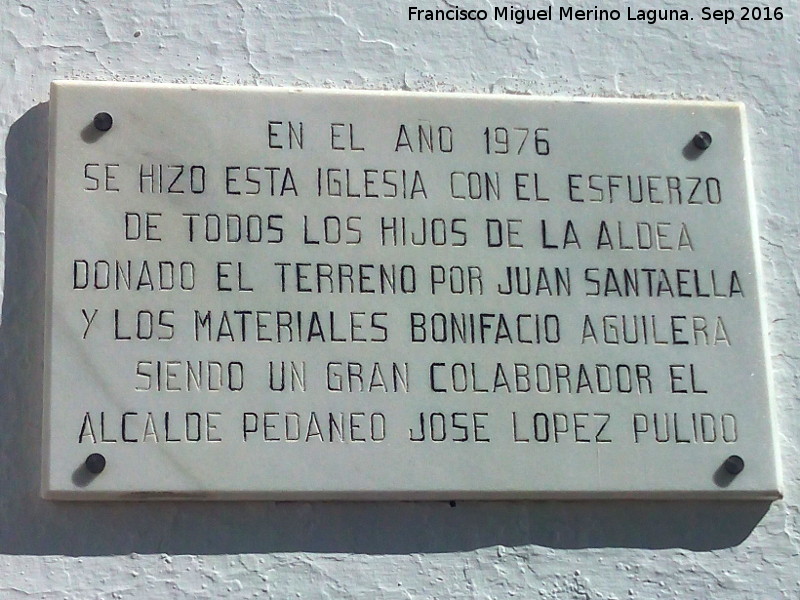 Francisco Miguel Merino Laguna. Sep 2016
EN EL AÑO 1976
SE HIZO ESTA IGLESIA CON EL ESFUERZO
DE TODOS LOS HIJOS DE LA ALDEA
DONADO EL TERRENO POR JUAN SANTAELLA
Y LOS MATERIALES BONIFACIO AGUILERA
SIENDO UN GRAN COLABORADOR EL
ALCALDE PEDANEO JOSE LOPEZ PULIDO